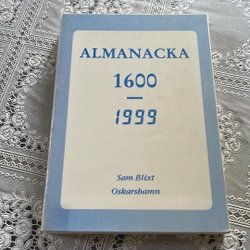 ALMANACKA
1600
—
1999
Sam Blixt
Oskarshamn